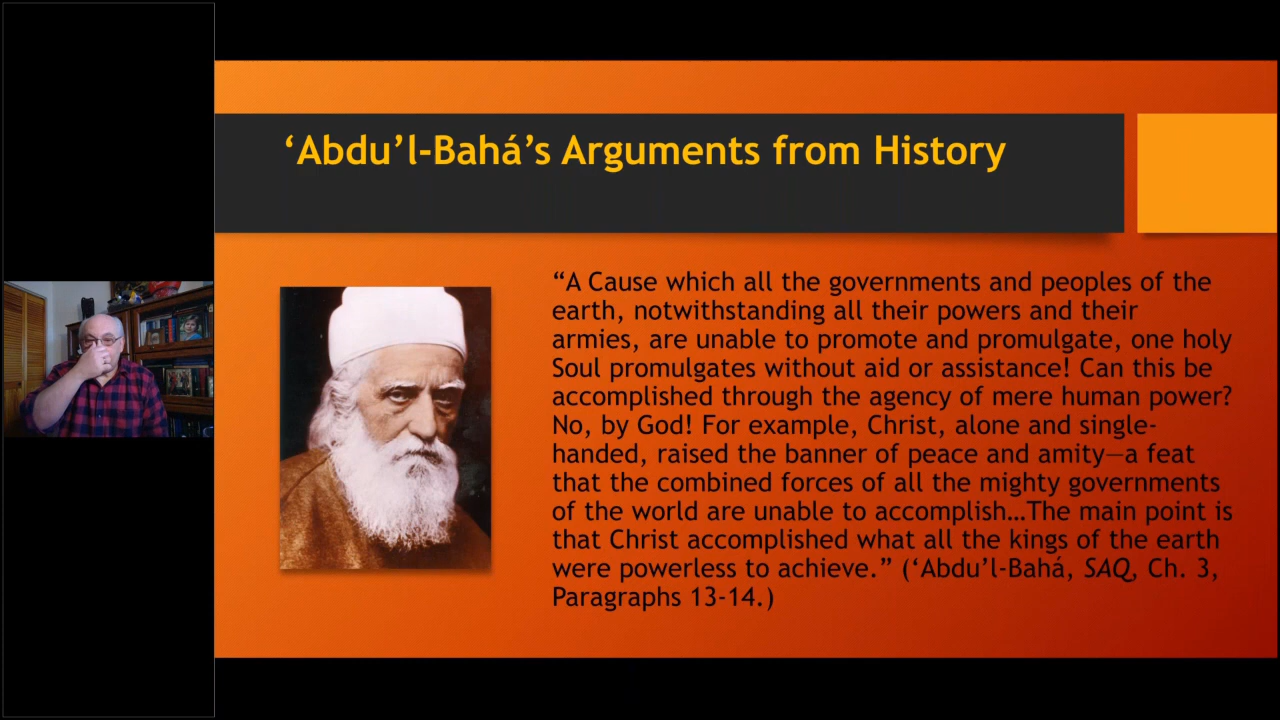 ‘Abdu’l-Bahá’s Arguments from History
“A Cause which all the governments and peoples of the
earth, notwithstanding all their powers and their
armies, are unable to promote and promulgate, one holy
Soul promulgates without aid or assistance! Can this be
accomplished through the agency of mere human power?
No, by God! For example, Christ, alone and single-
handed, raised the banner of peace and amity—a feat
that the combined forces of all the mighty governments
of the world are unable to accomplish…The main point is
that Christ accomplished what all the kings of the earth
were powerless to achieve.” (‘Abdu’l-Bahá, SAQ, Ch. 3,
Paragraphs 13-14.)